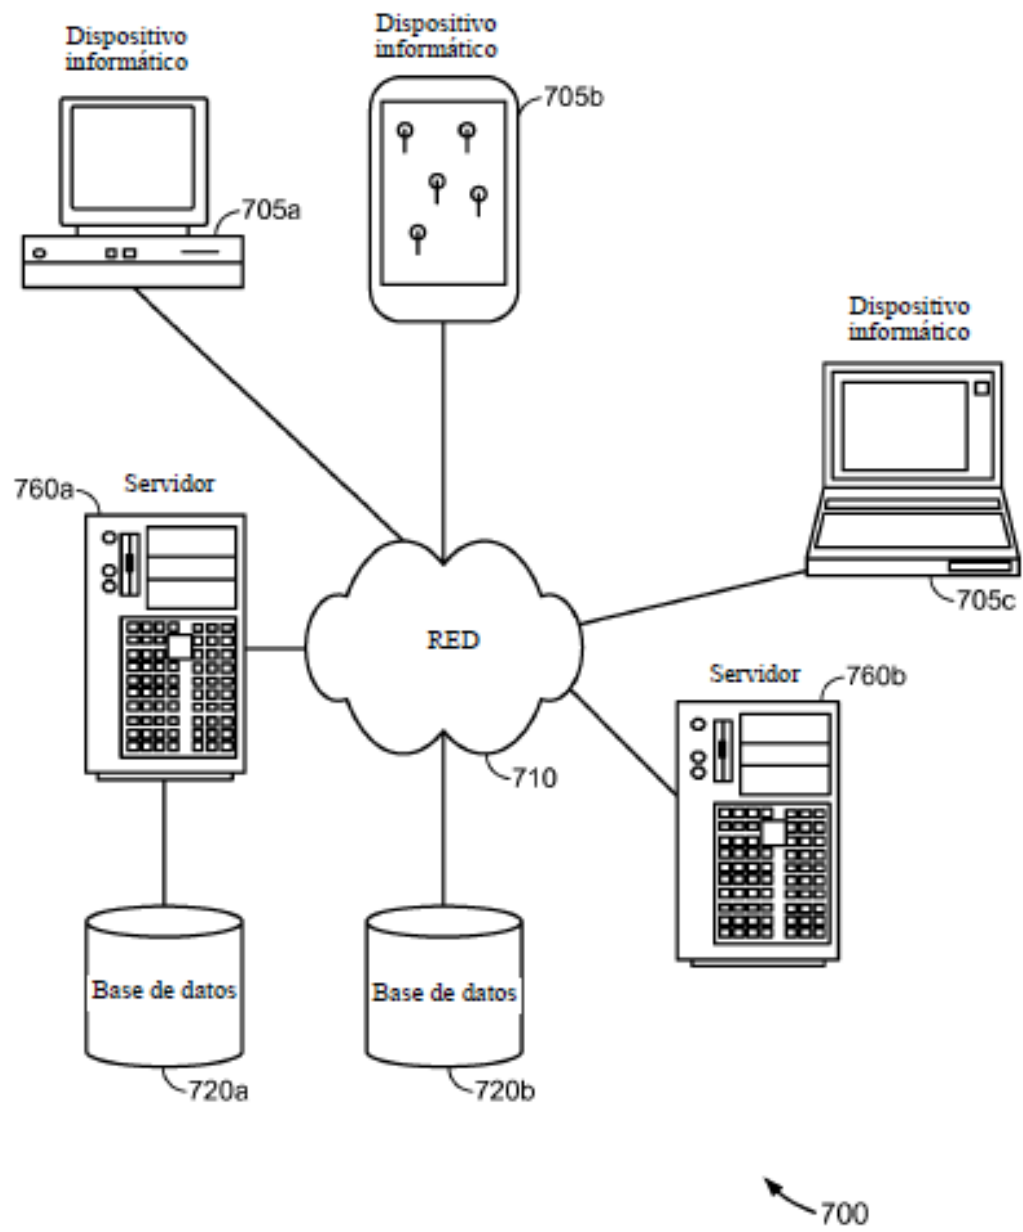 Dispositivo
informático
Dispositivo
informático
705b
705a
Dispositivo
informático
705c
760a
Servidor
RED
710
Servidor
760b
Base de datos
720a
Base de datos
720b
700